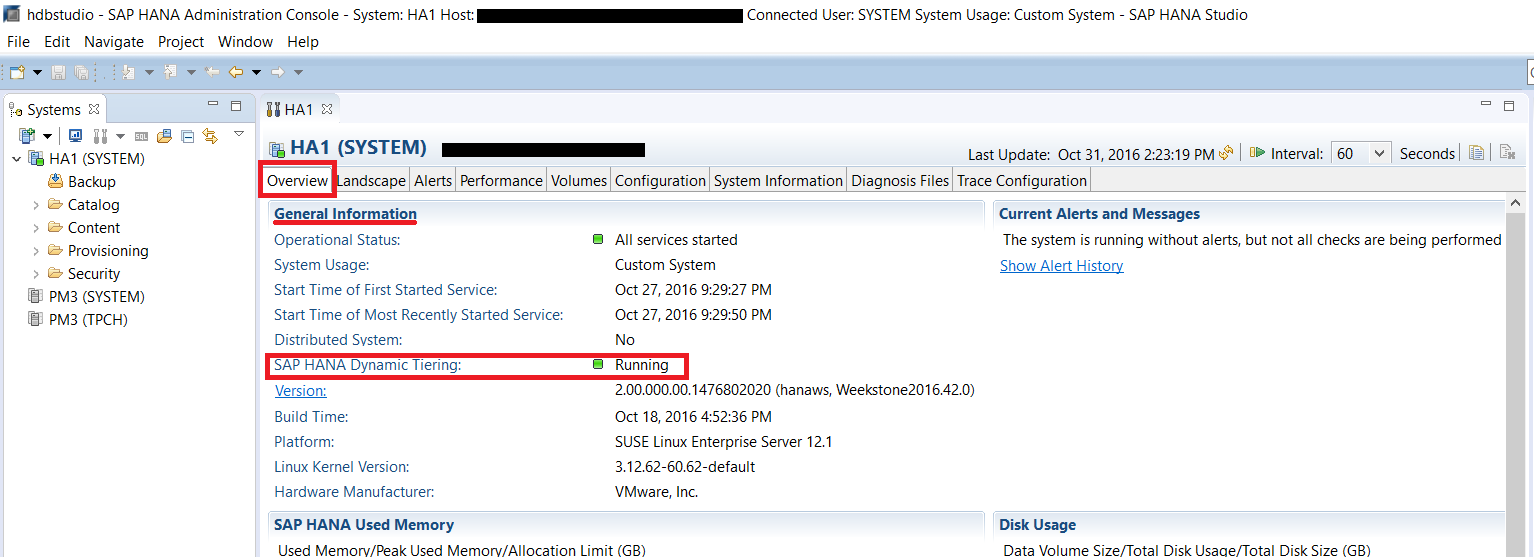 hdbstudio - SAP HANA Administration Console - System: HA1 Host: Connected User: SYSTEM System Usage: Custom System - SAP HANA Studio
File Edit Navigate Project Window Help
Systems
HA1 (SYSTEM)
Backup
Catalog
Content
Provisioning
Security
PM3 (SYSTEM)
PM3 (TPCH)
HA1
HA1 (SYSTEM)
Last Update: Oct 31, 2016 2:23:19 PM Interval: 60 Seconds
Overview Landscape Alerts Performance Volumes Configuration System Information Diagnosis Files Trace Configuration
General Information
Operational Status: All services started
System Usage: Custom System
Start Time of First Started Service: Oct 27, 2016 9:29:27 PM
Start Time of Most Recently Started Service: Oct 27, 2016 9:29:50 PM
Distributed System: No
SAP HANA Dynamic Tiering: Running
Version: 2.00.000.00.1476802020 (hanaws, Weekstone2016.42.0)
Build Time: Oct 18, 2016 4:52:36 PM
Platform: SUSE Linux Enterprise Server 12.1
Linux Kernel Version: 3.12.62-60.62-default
Hardware Manufacturer: VMware, Inc.
Current Alerts and Messages
The system is running without alerts, but not all checks are being performed
Show Alert History
SAP HANA Used Memory
Used Memory/Peak Used Memory/Allocation Limit (GB)
Disk Usage
Data Volume Size/Total Disk Usage/Total Disk Size (GB)